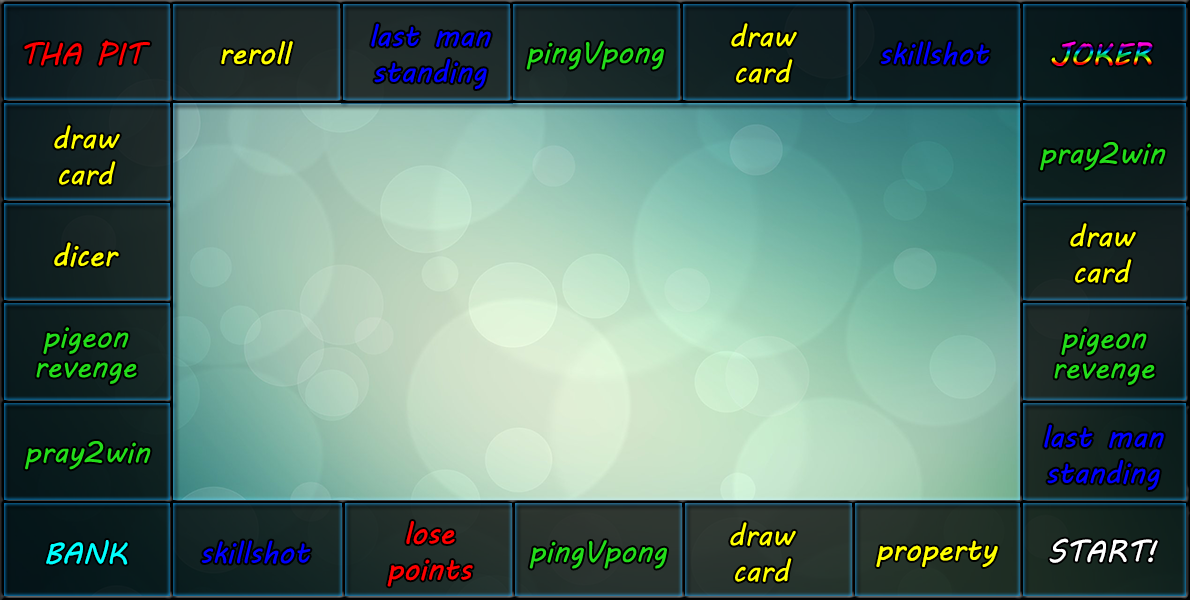 THA PIT
reroll
last man
standing
pingVpong
draw
card
skillshot
JOKER
draw
card
pray2win
dicer
draw
card
pigeon
revenge
pigeon
revenge
pray2win
last man
standing
BANK
skillshot
lose
points
pingVpong
draw
card
property
START!